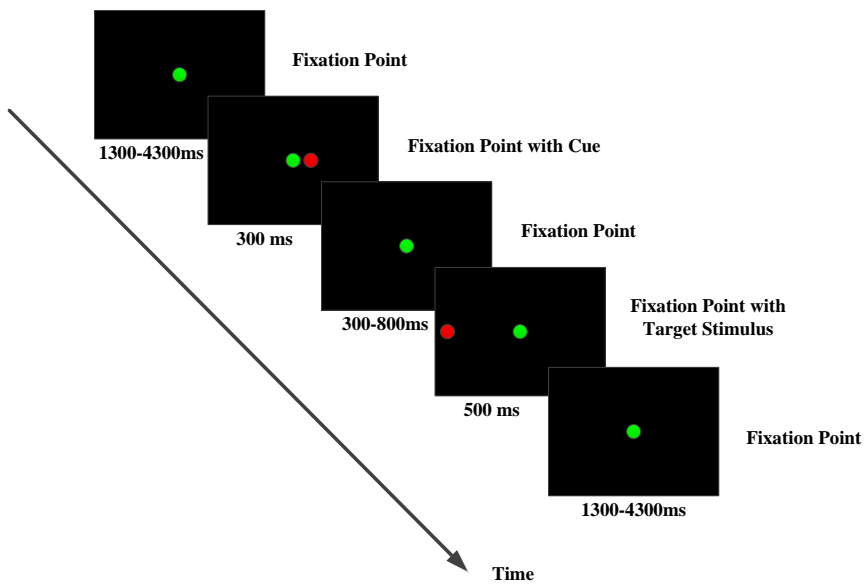 Fixation Point
1300-4300ms
Fixation Point with Cue
300 ms
Fixation Point
300-800ms
Fixation Point with
Target Stimulus
500 ms
Fixation Point
1300-4300ms
Time